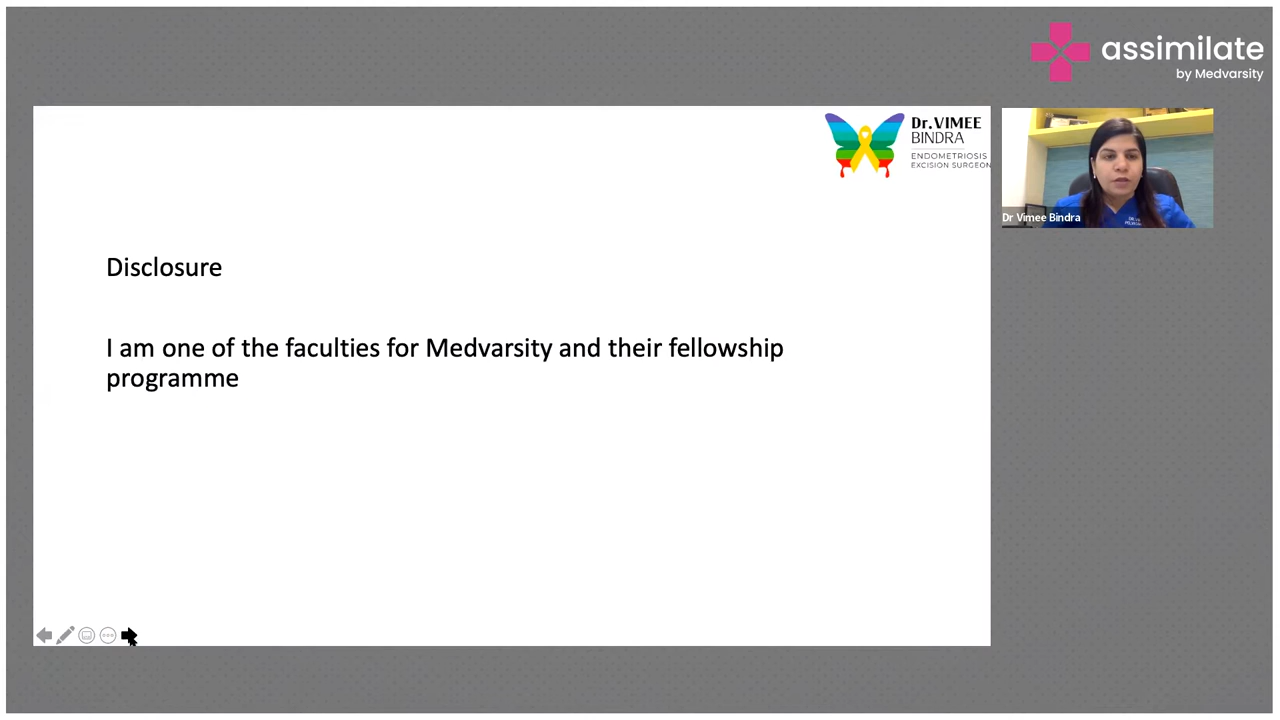 assimilate
by Medvarsity
Dr.VIMEE
BINDRA
ENDOMETRIOSIS
EXCISION SURGEON
Dr Vimee Bindra
Disclosure
I am one of the faculties for Medvarsity and their fellowship
programme